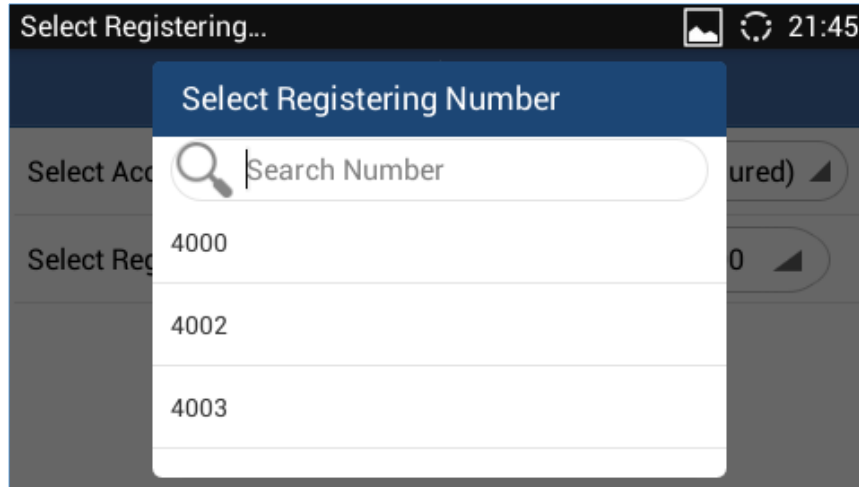 Select Registering...
21:45
Select Registering Number
Search Number
Select Acc
ured)
4000
Select Reg
0
4002
4003